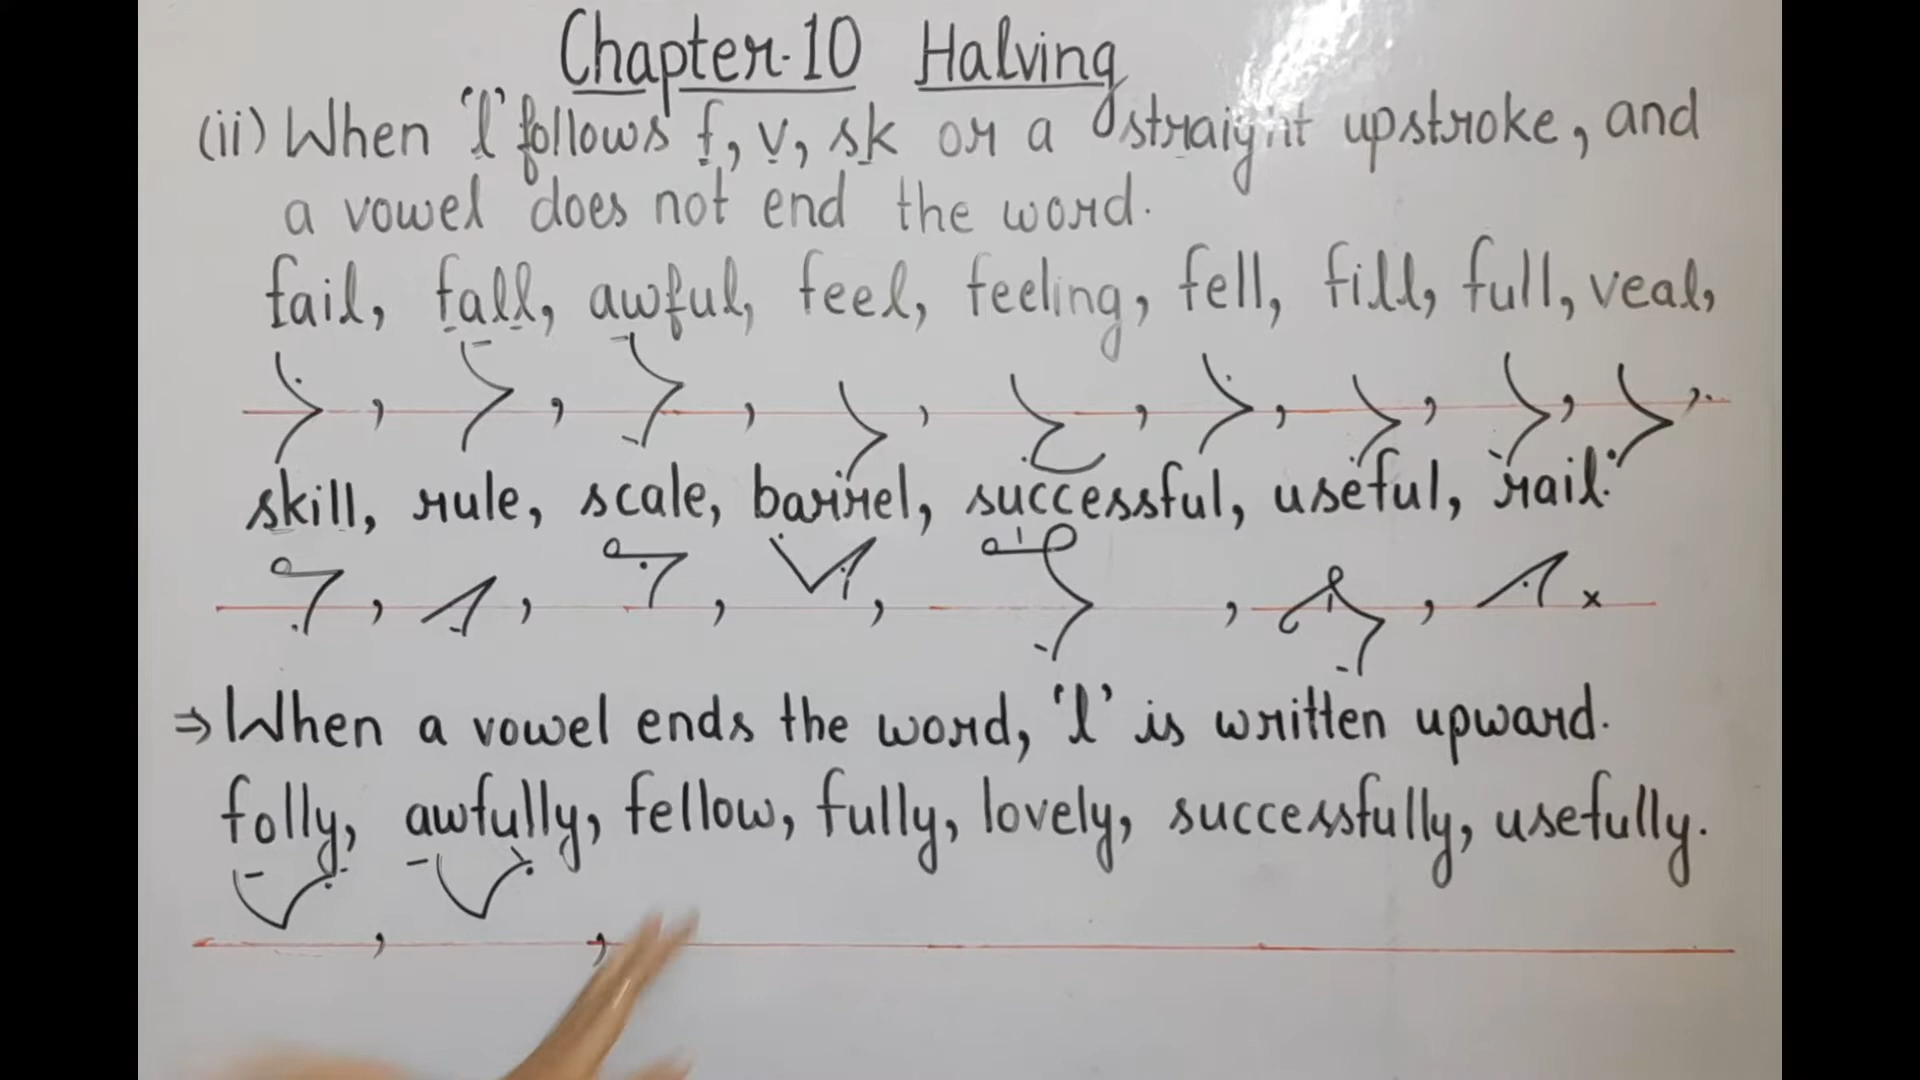 Chapter-10 Halving
(ii) When 'l' follows f, v, sk or a straight upstroke, and
a vowel does not end the word.
fail, fall, awful, feel, feeling, fell, fill, full, veal,
skill, rule, scale, barrel, successful, useful, rail.
⇒ When a vowel ends the word, 'l' is written upward.
folly, awfully, fellow, fully, lovely, successfully, usefully.